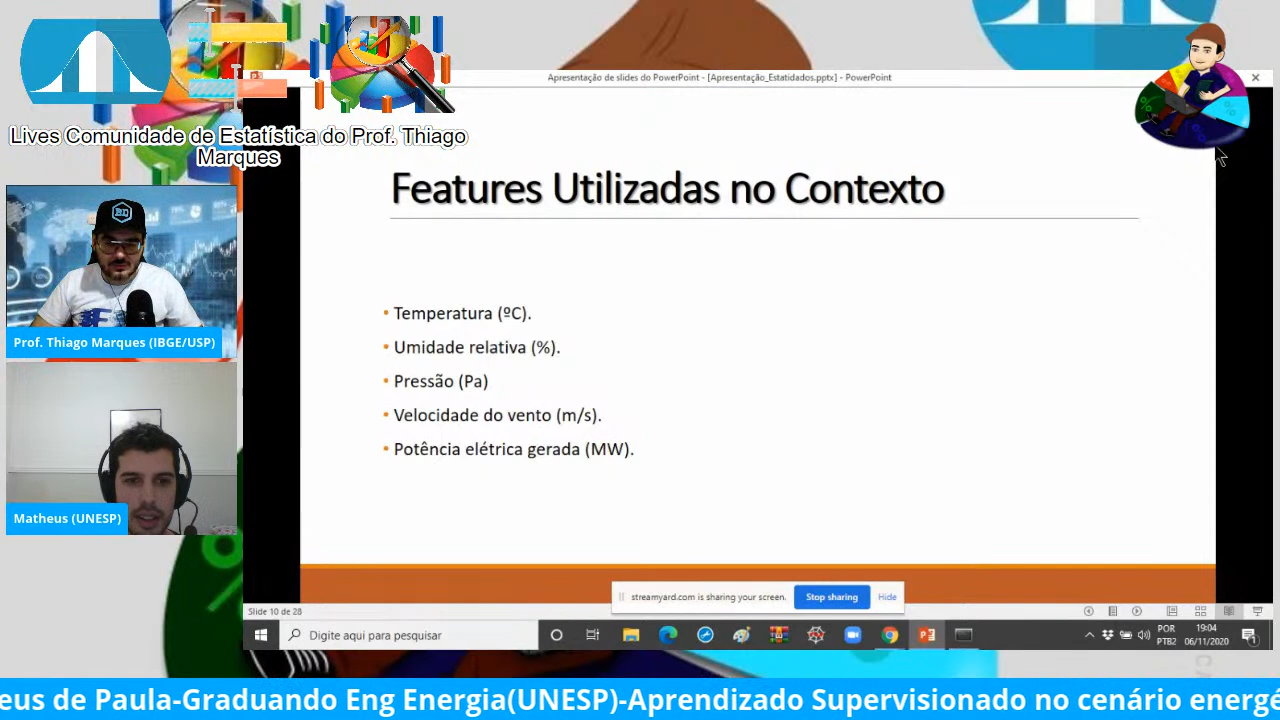 Apresentação de slides do PowerPoint - [Apresentação_Estatidados.pptx] - PowerPoint
Lives Comunidade de Estatística do Prof. Thiago
Marques
Features Utilizadas no Contexto
• Temperatura (ºC).
• Umidade relativa (%).
• Pressão (Pa)
• Velocidade do vento (m/s).
• Potência elétrica gerada (MW).
Prof. Thiago Marques (IBGE/USP)
Matheus (UNESP)
streamyard.com is sharing your screen.
Stop sharing
Hide
Slide 10 de 28
Digite aqui para pesquisar
POR
PTB2
19:04
06/11/2020
eus de Paula-Graduando Eng Energia(UNESP)-Aprendizado Supervisionado no cenário energé